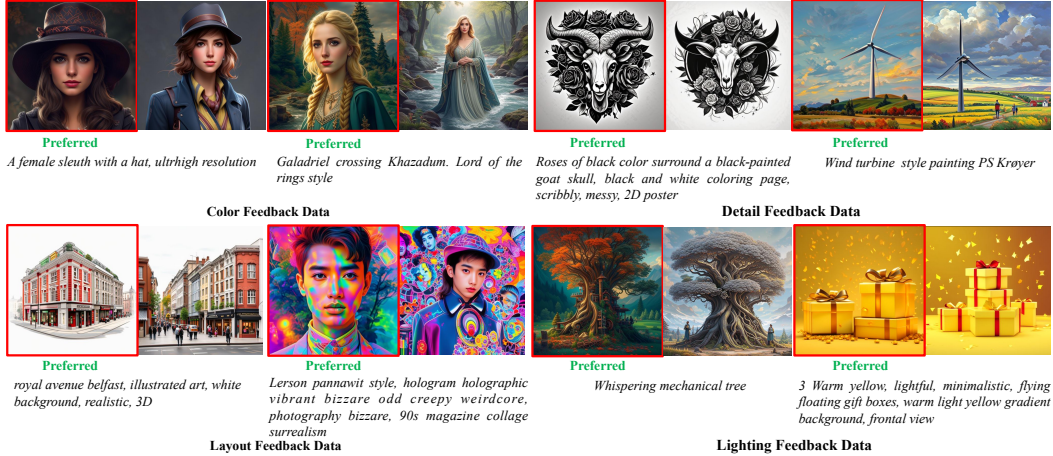 Preferred
A female sleuth with a hat, ultrhigh resolution
Preferred
Galadriel crossing Khazadum. Lord of the
rings style
Color Feedback Data
Preferred
Roses of black color surround a black-painted
goat skull, black and white coloring page,
scribbly, messy, 2D poster
Preferred
Wind turbine style painting PS Krøyer
Detail Feedback Data
Preferred
royal avenue belfast, illustrated art, white
background, realistic, 3D
Preferred
Lerson pannawit style, hologram holographic
vibrant bizzare odd creepy weirdcore,
photography bizzare, 90s magazine collage
surrealism
Layout Feedback Data
Preferred
Whispering mechanical tree
Preferred
3 Warm yellow, lightful, minimalistic, flying
floating gift boxes, warm light yellow gradient
background, frontal view
Lighting Feedback Data